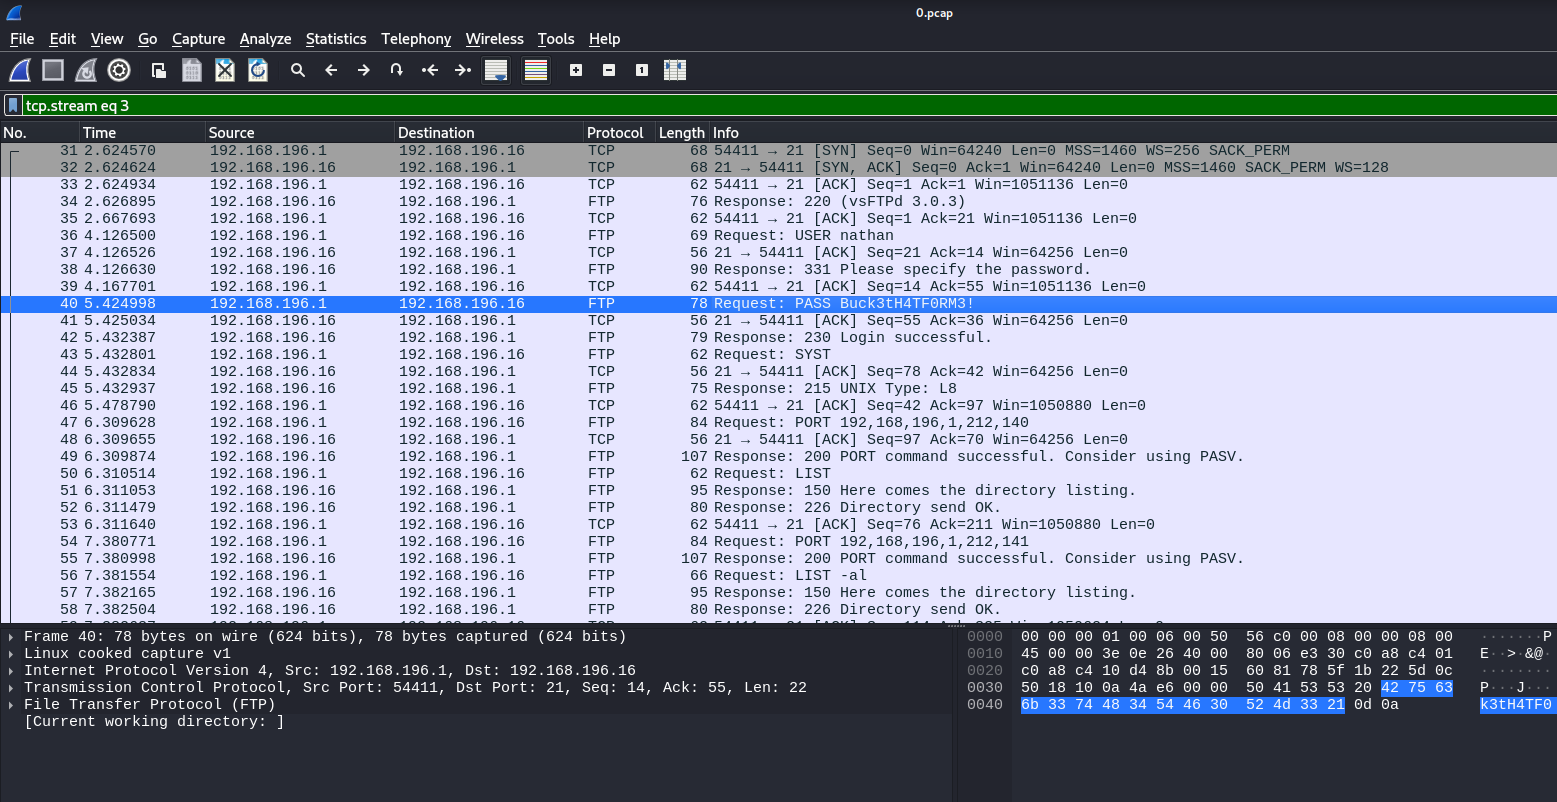 0.pcap
File Edit View Go Capture Analyze Statistics Telephony Wireless Tools Help
tcp.stream eq 3
No. Time Source Destination Protocol Length Info
31 2.624570 192.168.196.1 192.168.196.16 TCP 68 54411 → 21 [SYN] Seq=0 Win=64240 Len=0 MSS=1460 WS=256 SACK_PERM
32 2.624624 192.168.196.16 192.168.196.1 TCP 68 21 → 54411 [SYN, ACK] Seq=0 Ack=1 Win=64240 Len=0 MSS=1460 SACK_PERM WS=128
33 2.624934 192.168.196.1 192.168.196.16 TCP 62 54411 → 21 [ACK] Seq=1 Ack=1 Win=1051136 Len=0
34 2.626895 192.168.196.16 192.168.196.1 FTP 76 Response: 220 (vsFTPd 3.0.3)
35 2.667693 192.168.196.1 192.168.196.16 TCP 62 54411 → 21 [ACK] Seq=1 Ack=21 Win=1051136 Len=0
36 4.126500 192.168.196.1 192.168.196.16 FTP 69 Request: USER nathan
37 4.126526 192.168.196.16 192.168.196.1 TCP 56 21 → 54411 [ACK] Seq=21 Ack=14 Win=64256 Len=0
38 4.126630 192.168.196.16 192.168.196.1 FTP 90 Response: 331 Please specify the password.
39 4.167701 192.168.196.1 192.168.196.16 TCP 62 54411 → 21 [ACK] Seq=14 Ack=55 Win=1051136 Len=0
40 5.424998 192.168.196.1 192.168.196.16 FTP 78 Request: PASS Buck3tH4TF0RM3!
41 5.425034 192.168.196.16 192.168.196.1 TCP 56 21 → 54411 [ACK] Seq=55 Ack=36 Win=64256 Len=0
42 5.432387 192.168.196.16 192.168.196.1 FTP 79 Response: 230 Login successful.
43 5.432801 192.168.196.1 192.168.196.16 FTP 62 Request: SYST
44 5.432834 192.168.196.16 192.168.196.1 TCP 56 21 → 54411 [ACK] Seq=78 Ack=42 Win=64256 Len=0
45 5.432937 192.168.196.16 192.168.196.1 FTP 75 Response: 215 UNIX Type: L8
46 5.478790 192.168.196.1 192.168.196.16 TCP 62 54411 → 21 [ACK] Seq=42 Ack=97 Win=1050880 Len=0
47 6.309628 192.168.196.1 192.168.196.16 FTP 84 Request: PORT 192,168,196,1,212,140
48 6.309655 192.168.196.16 192.168.196.1 TCP 56 21 → 54411 [ACK] Seq=97 Ack=70 Win=64256 Len=0
49 6.309874 192.168.196.16 192.168.196.1 FTP 107 Response: 200 PORT command successful. Consider using PASV.
50 6.310514 192.168.196.1 192.168.196.16 FTP 62 Request: LIST
51 6.311053 192.168.196.16 192.168.196.1 FTP 95 Response: 150 Here comes the directory listing.
52 6.311479 192.168.196.16 192.168.196.1 FTP 80 Response: 226 Directory send OK.
53 6.311640 192.168.196.1 192.168.196.16 TCP 62 54411 → 21 [ACK] Seq=76 Ack=211 Win=1050880 Len=0
54 7.380771 192.168.196.1 192.168.196.16 FTP 84 Request: PORT 192,168,196,1,212,141
55 7.380998 192.168.196.16 192.168.196.1 FTP 107 Response: 200 PORT command successful. Consider using PASV.
56 7.381554 192.168.196.1 192.168.196.16 FTP 66 Request: LIST -al
57 7.382165 192.168.196.16 192.168.196.1 FTP 95 Response: 150 Here comes the directory listing.
58 7.382504 192.168.196.16 192.168.196.1 FTP 80 Response: 226 Directory send OK.
Frame 40: 78 bytes on wire (624 bits), 78 bytes captured (624 bits)
Linux cooked capture v1
Internet Protocol Version 4, Src: 192.168.196.1, Dst: 192.168.196.16
Transmission Control Protocol, Src Port: 54411, Dst Port: 21, Seq: 14, Ack: 55, Len: 22
File Transfer Protocol (FTP)
[Current working directory: ]
0000 00 00 00 01 00 06 00 50 56 c0 00 08 00 00 08 00 ·······P
0010 45 00 00 3e 0e 26 40 00 80 06 e3 30 c0 a8 c4 01 E··>·&@·
0020 c0 a8 c4 10 d4 8b 00 15 60 81 78 5f 1b 22 5d 0c ········
0030 50 18 10 0a 4a e6 00 00 50 41 53 53 20 42 75 63 P···J···
0040 6b 33 74 48 34 54 46 30 52 4d 33 21 0d 0a k3tH4TF0